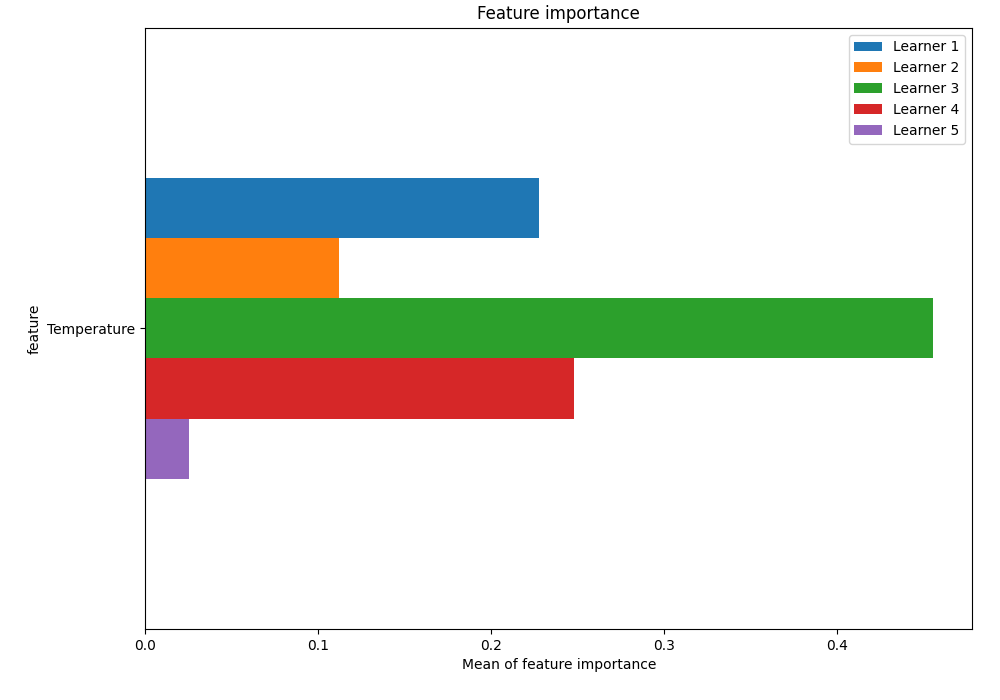 Feature importance
Learner 1
Learner 2
Learner 3
Learner 4
Learner 5
feature
Temperature
0.0 0.1 0.2 0.3 0.4
Mean of feature importance